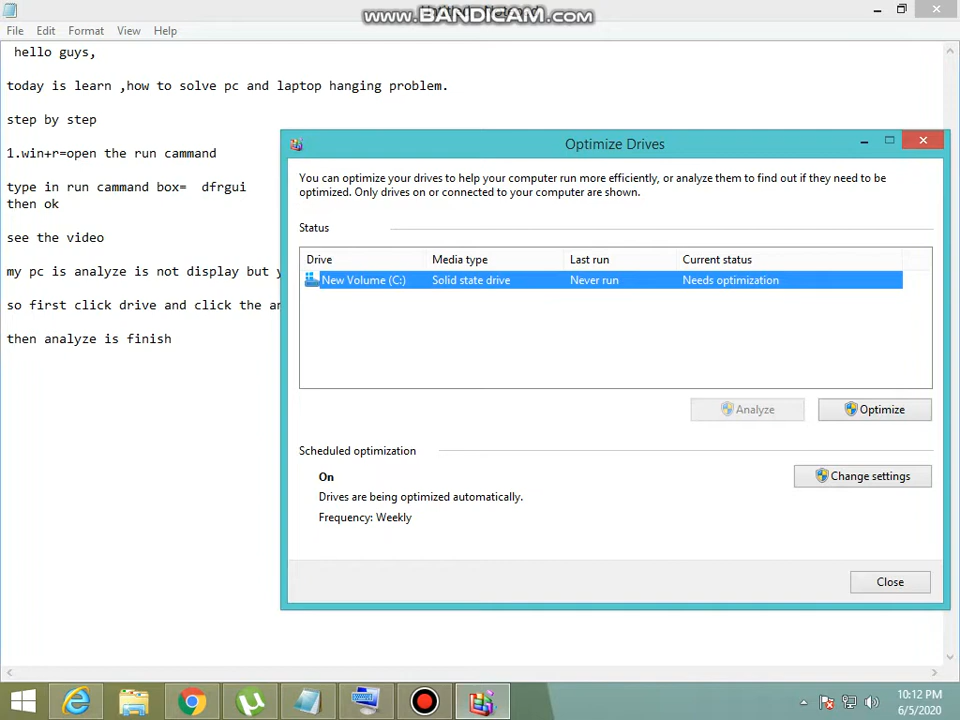 www.BANDICAM.com
File Edit Format View Help
hello guys,
today is learn ,how to solve pc and laptop hanging problem.
step by step
1.win+r=open the run cammand
type in run cammand box= dfrgui
then ok
see the video
my pc is analyze is not display but
so first click drive and click the
then analyze is finish
Optimize Drives
You can optimize your drives to help your computer run more efficiently, or analyze them to find out if they need to be
optimized. Only drives on or connected to your computer are shown.
Status
Drive Media type Last run Current status
New Volume (C:) Solid state drive Never run Needs optimization
Analyze Optimize
Scheduled optimization
On
Drives are being optimized automatically.
Frequency: Weekly
Change settings
Close
10:12 PM
6/5/2020